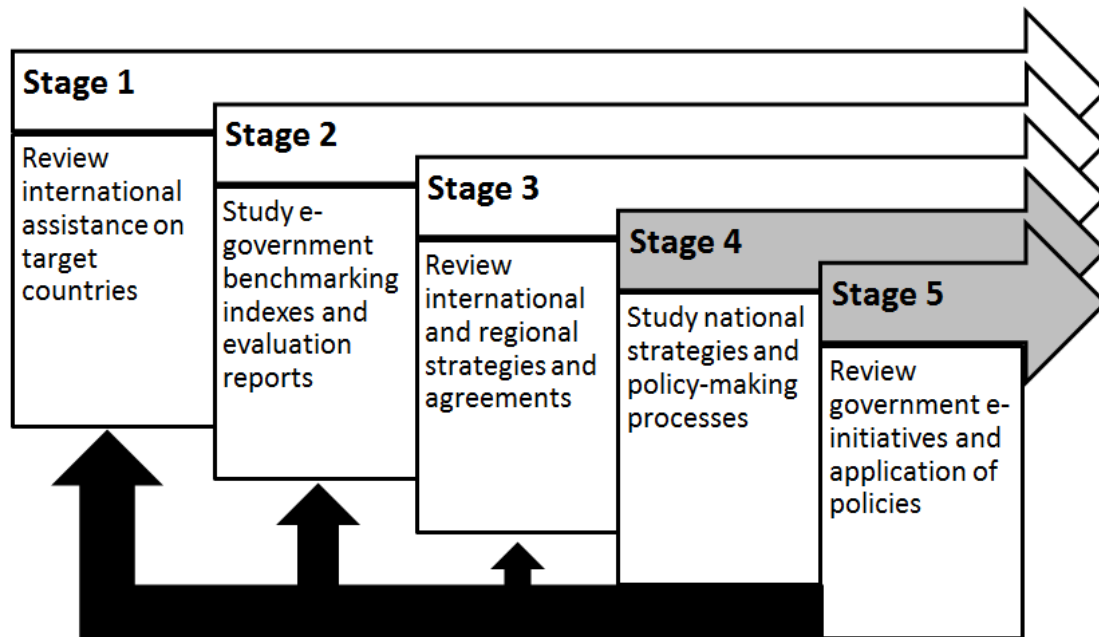 Stage 1
Review
international
assistance on
target
countries
Stage 2
Study e-
government
benchmarking
indexes and
evaluation
reports
Stage 3
Review
international
and regional
strategies and
agreements
Stage 4
Study national
strategies and
policy-making
processes
Stage 5
Review
government e-
initiatives and
application of
policies